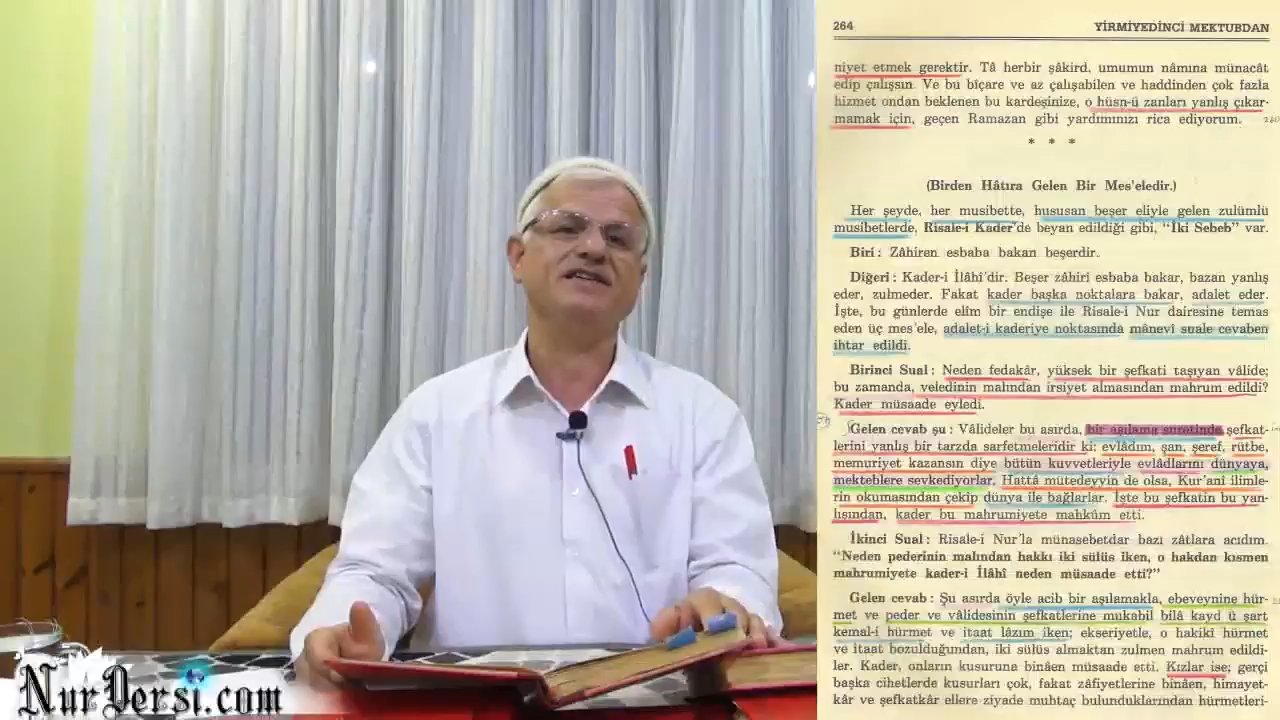 264
YİRMİYEDİNCİ MEKTUBDAN
niyet etmek gerektir. Tâ herbir şâkird, umumun nâmına münacât
edip çalışsın. Ve bu bîçare ve az çalışabilen ve haddinden çok fazla
hizmet ondan beklenen bu kardeşinize, o hüsn-ü zanları yanlış çıkar-
mamak için, geçen Ramazan gibi yardımınızı rica ediyorum.
* * *
(Birden Hâtıra Gelen Bir Mes'eledir.)
Her şeyde, her musibette, hususan beşer eliyle gelen zulümlü
musibetlerde, Risale-i Kader'de beyan edildiği gibi, "İki Sebeb" var.
Biri : Zâhiren esbaba bakan beşerdir.
Diğeri : Kader-i İlâhî'dir. Beşer zâhirî esbaba bakar, bazan yanlış
eder, zulmeder. Fakat kader başka noktalara bakar, adalet eder.
İşte, bu günlerde elîm bir endişe ile Risale-i Nur dairesine temas
eden üç mes'ele, adalet-i kaderiye noktasında mânevî suale cevaben
ihtar edildi.
Birinci Sual : Neden fedakâr, yüksek bir şefkati taşıyan vâlide;
bu zamanda, veledinin malından irsiyet almasından mahrum edildi?
Kader müsaade eyledi.
Gelen cevab şu : Vâlideler bu asırda, bir aşılama suretinde şefkat-
lerini yanlış bir tarzda sarfetmeleridir ki; evlâdım, şan, şeref, rütbe,
memuriyet kazansın diye bütün kuvvetleriyle evlâdlarını dünyaya,
mekteblere sevkediyorlar. Hattâ mütedeyyin de olsa, Kur'anî ilimle-
rin okumasından çekip dünya ile bağlarlar. İşte bu şefkatin bu yan-
lışından, kader bu mahrumiyete mahkûm etti.
İkinci Sual : Risale-i Nur'la münasebetdar bazı zâtlara acıdım.
"Neden pederinin malından hakkı iki sülüs iken, o hakdan kısmen
mahrumiyete kader-i İlâhî neden müsaade etti?"
Gelen cevab : Şu asırda öyle acib bir aşılamakla, ebeveynine hür-
met ve peder ve vâlidesinin şefkatlerine mukabil bilâ kayd ü şart
kemal-i hürmet ve itaat lâzım iken; ekseriyetle, o hakikî hürmet
ve itaat bozulduğundan, iki sülüs almaktan zulmen mahrum edildi-
ler. Kader, onların kusuruna binâen müsaade etti. Kızlar ise; gerçi
başka cihetlerde kusurları çok, fakat zâfiyetlerine binâen, himayet-
kâr ve şefkatkâr ellere ziyade muhtaç bulunduklarından hürmetleri-
NurDersi.com